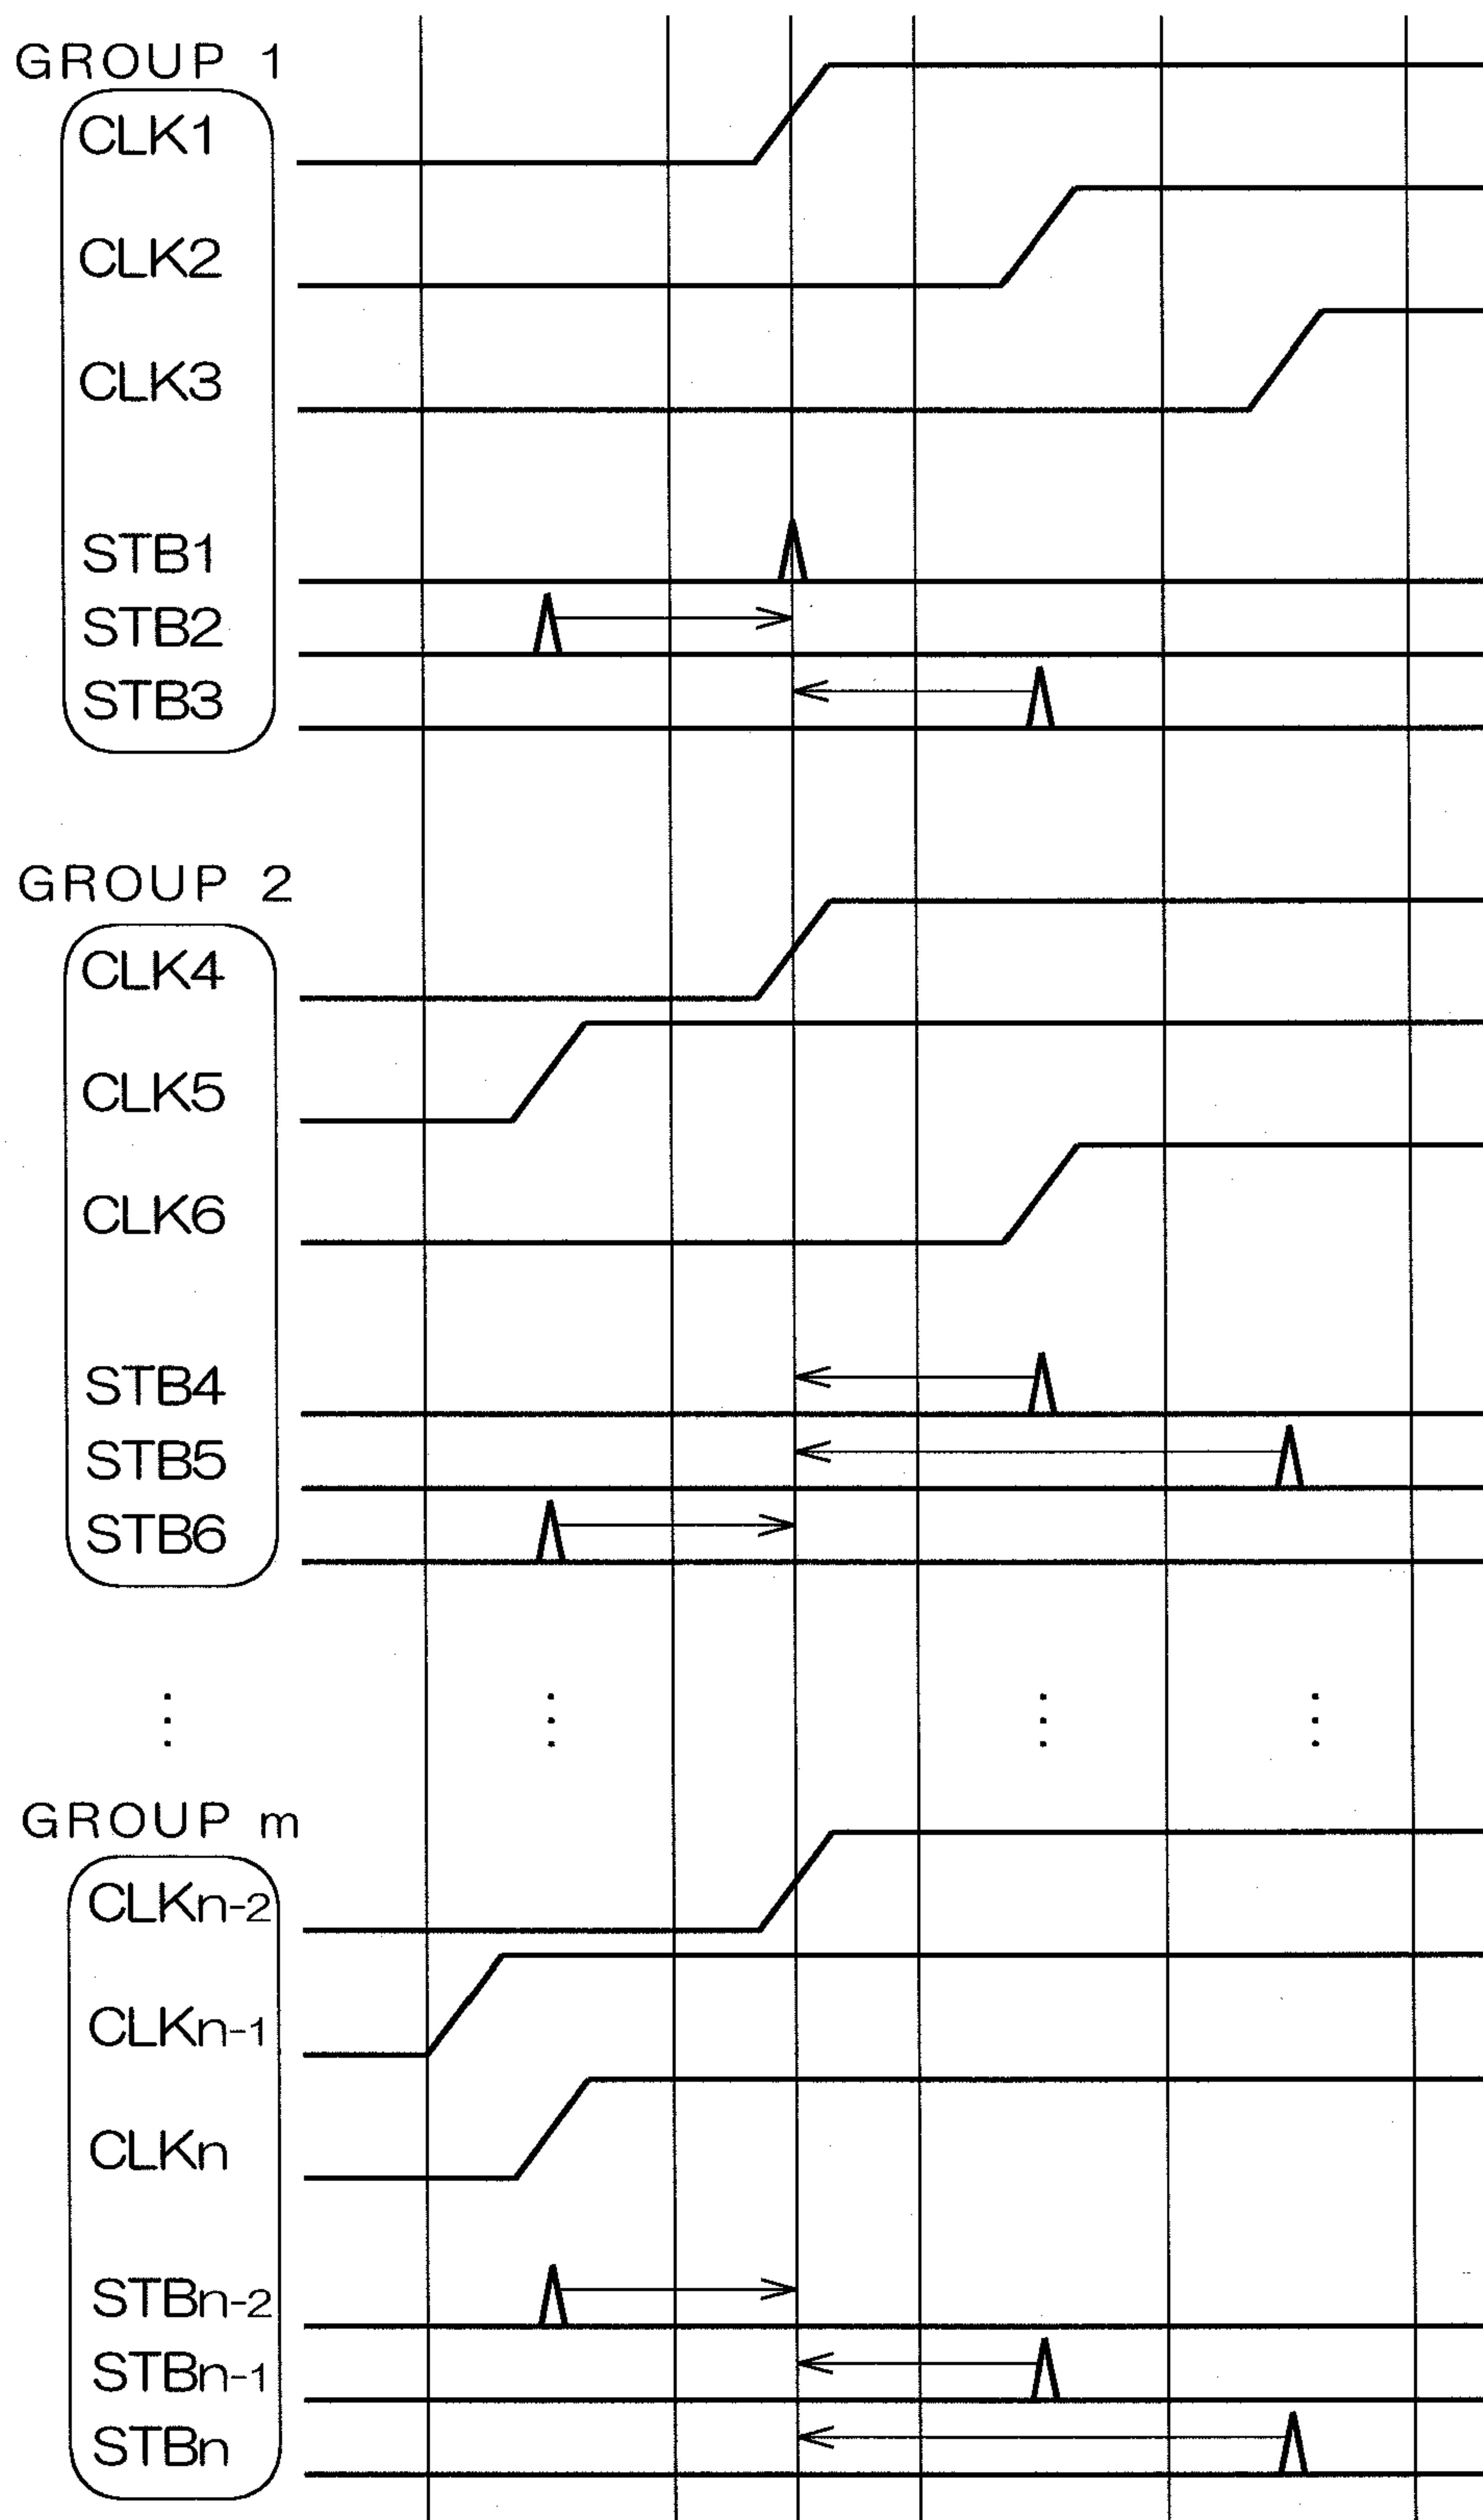 GROUP 1
CLK1
CLK2
CLK3
STB1
STB2
STB3
GROUP 2
CLK4
CLK5
CLK6
STB4
STB5
STB6
GROUP m
CLKn-2
CLKn-1
CLKn
STBn-2
STBn-1
STBn